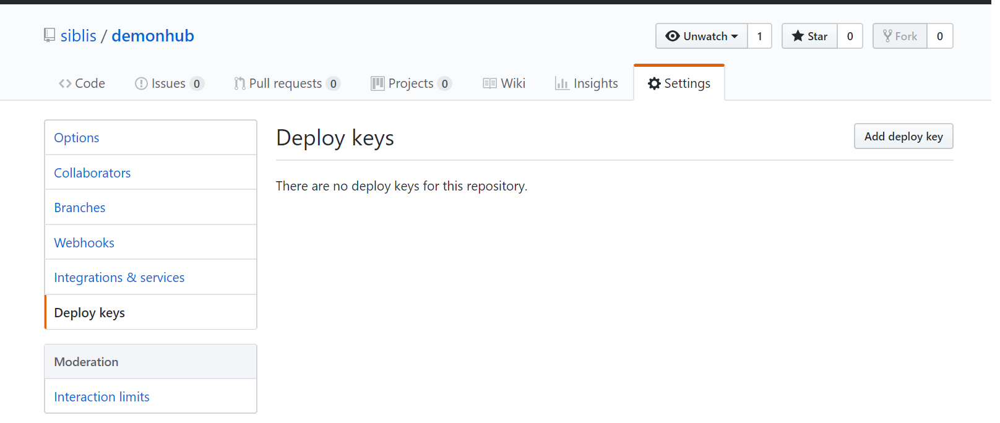 siblis / demonhub
Unwatch 1 Star 0 Fork 0
Code Issues 0 Pull requests 0 Projects 0 Wiki Insights Settings
Options
Collaborators
Branches
Webhooks
Integrations & services
Deploy keys
Moderation
Interaction limits
Deploy keys
Add deploy key
There are no deploy keys for this repository.